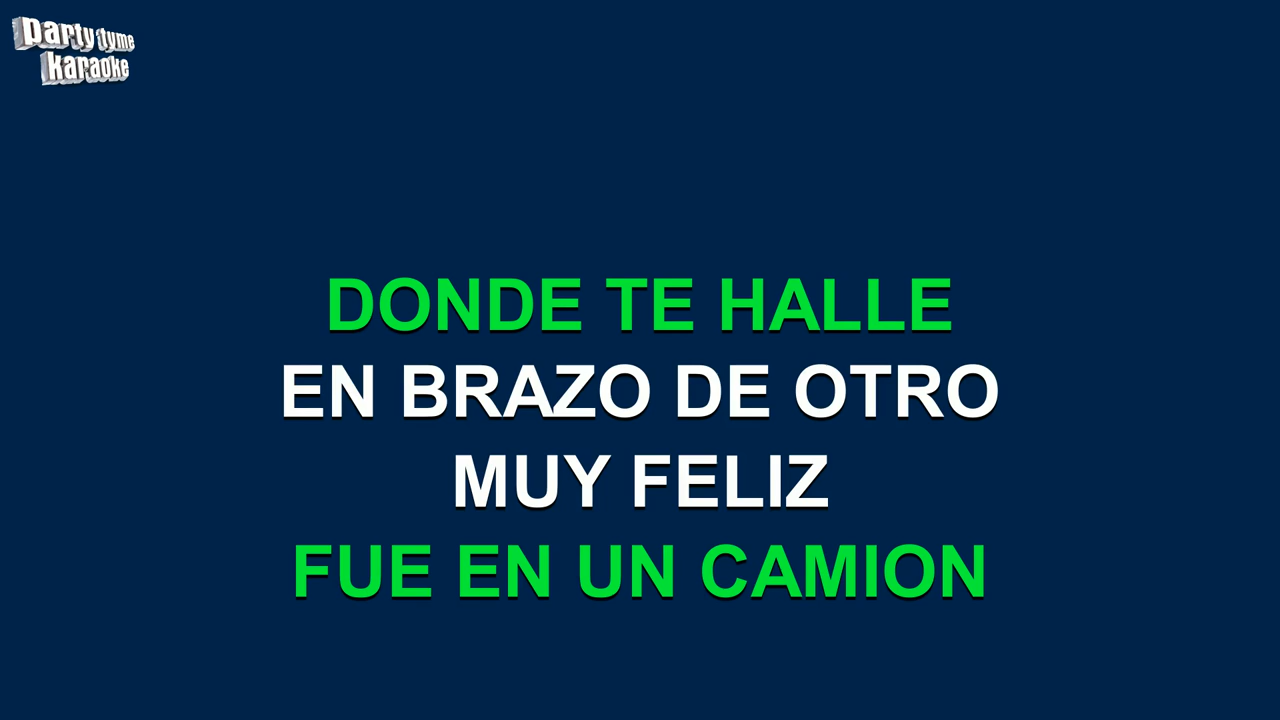 party tyme
karaoke
DONDE TE HALLE
EN BRAZO DE OTRO
MUY FELIZ
FUE EN UN CAMION